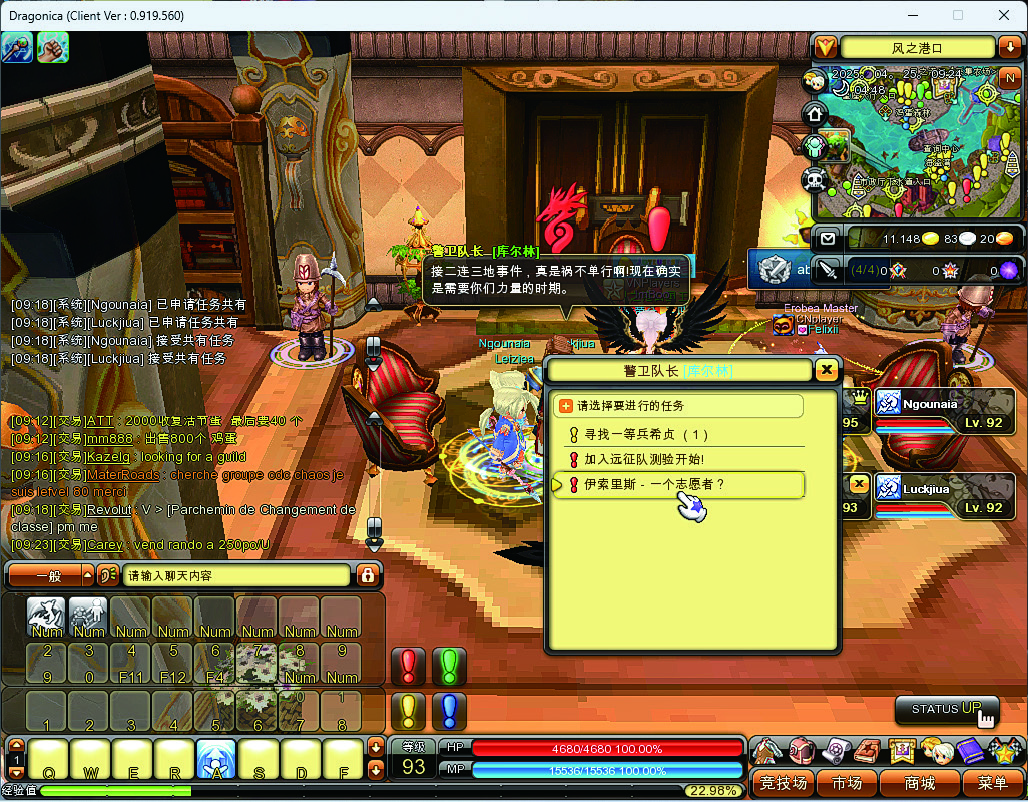 Dragonica (Client Ver : 0.919.560)
风之港口
N
2025. 04。 25。 09:24
04:48
查询中心
市政厅下水道入口
11.148 83 20
(4/4) 0 0 0
警卫队长 [库尔林]
接二连三地事件，真是祸不单行啊!现在确实
是需要你们力量的时期。
Erobea Master
CNplayer
Felixii
Ngounaia
kjiua
Leizjea
警卫队长 [库尔林]
请选择要进行的任务
寻找一等兵希贞 ( 1 )
加入远征队测验开始!
伊索里斯 - 一个志愿者？
95
Ngounaia
Lv. 92
93
Luckjiua
Lv. 92
[09:18][系统][Ngounaia] 已申请任务共有
[09:18][系统][Luckjiua] 已申请任务共有
[09:18][系统][Ngounaia] 接受共有任务
[09:18][系统][Luckjiua] 接受共有任务
[09:12][交易]ATT : 2000收复活节蛋 最后要40 个
[09:12][交易]mm888 : 出售800个 鸡蛋
[09:16][交易]Kazelg : looking for a guild
[09:16][交易]MaterRoads : cherche groupe cdc chaos je
suis lefvel 80 merci
[09:18][交易]Revolut : V > [Parchemin de Changement de
classe] pm me
[09:23][交易]Carey : vend rando a 250po/U
一般
请输入聊天内容
Num Num Num Num Num Num Num Num
2 3 4 5 6 7 8 9
9 0 F11 F12 F4 Num Num
0 1
1 2 3 4 5 6 7 8
STATUS UP
1
Q W E R A S D F
等级
93
HP 4680/4680 100.00%
MP 15536/15536 100.00%
竞技场
市场
商城
菜单
经验值
22.98%